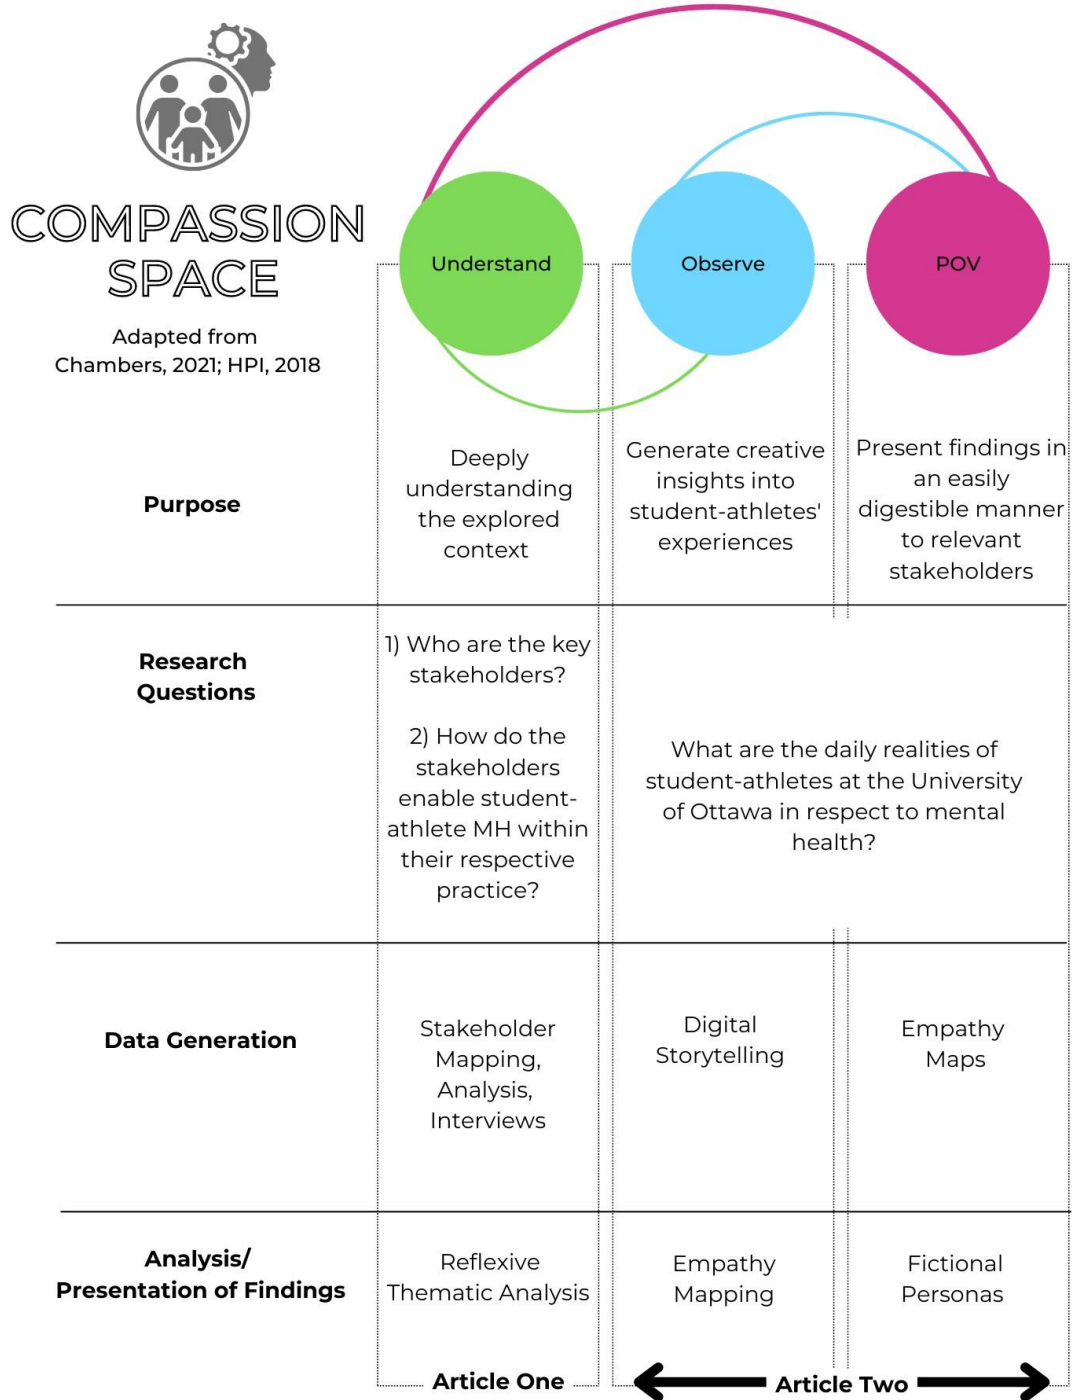 COMPASSION
SPACE
Adapted from
Chambers, 2021; HPI, 2018
Understand
Observe
POV
Purpose
Deeply
understanding
the explored
context
Generate creative
insights into
student-athletes'
experiences
Present findings in
an easily
digestible manner
to relevant
stakeholders
Research
Questions
1) Who are the key
stakeholders?
2) How do the
stakeholders
enable student-
athlete MH within
their respective
practice?
What are the daily realities of
student-athletes at the University
of Ottawa in respect to mental
health?
Data Generation
Stakeholder
Mapping,
Analysis,
Interviews
Digital
Storytelling
Empathy
Maps
Analysis/
Presentation of Findings
Reflexive
Thematic Analysis
Empathy
Mapping
Fictional
Personas
Article One
Article Two